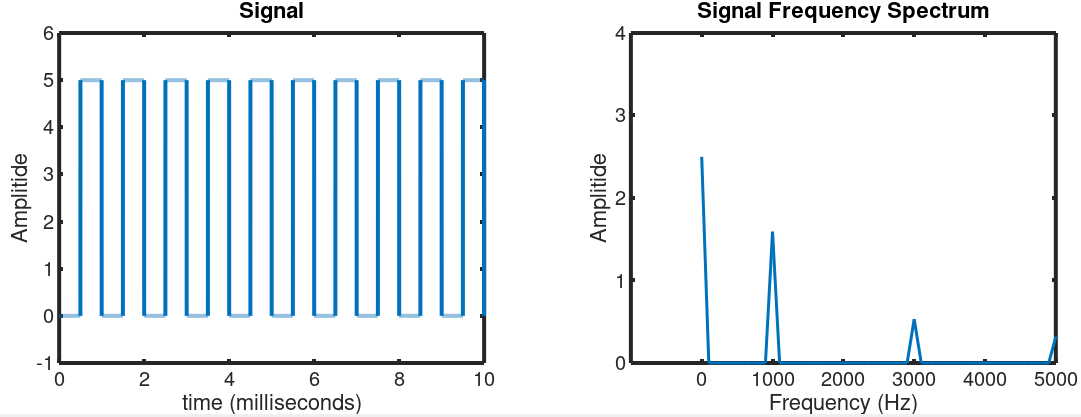 Signal
6
5
4
3
2
1
0
-1
Amplitide
0 2 4 6 8 10
time (milliseconds)
Signal Frequency Spectrum
4
3
2
1
0
Amplitide
0 1000 2000 3000 4000 5000
Frequency (Hz)